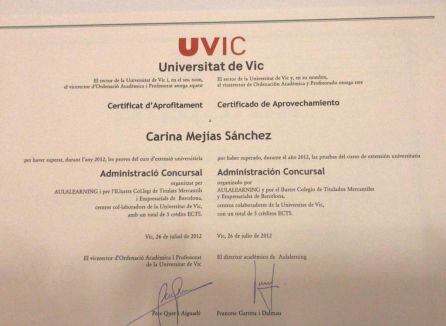 UVIC
Universitat de Vic
El rector de la Universitat de Vic i, en el seu nom,
el vicerector d'Ordenació Acadèmica i Professorat atorga aquest
El rector de la Universitat de Vic y, en su nombre,
el vicerrector de Ordenación Académica y Profesorado otorga este
Certificat d'Aprofitament
Certificado de Aprovechamiento
a
Carina Mejías Sánchez
per haver superat, durant l'any 2012, les proves del curs d'extensió universitària
por haber superado, durante el año 2012, las pruebas del curso de extensión universitaria
Administració Concursal
Administración Concursal
organitzat per
AULALEARNING i per l'Il·lustre Col·legi de Titulats Mercantils
i Empresarials de Barcelona,
centres col·laboradors de la Universitat de Vic,
amb un total de 5 crèdits ECTS.
organizado por
AULALEARNING y por el Ilustre Colegio de Titulados Mercantiles
y Empresariales de Barcelona,
centros colaboradores de la Universitat de Vic,
con un total de 5 créditos ECTS.
Vic, 26 de juliol de 2012
Vic, 26 de julio de 2012
El vicerector d'Ordenació Acadèmica i Professorat
de la Universitat de Vic
El director acadèmic de Aulalearning
Pere Quer i Aiguadé
Francesc Garreta i Dalmau